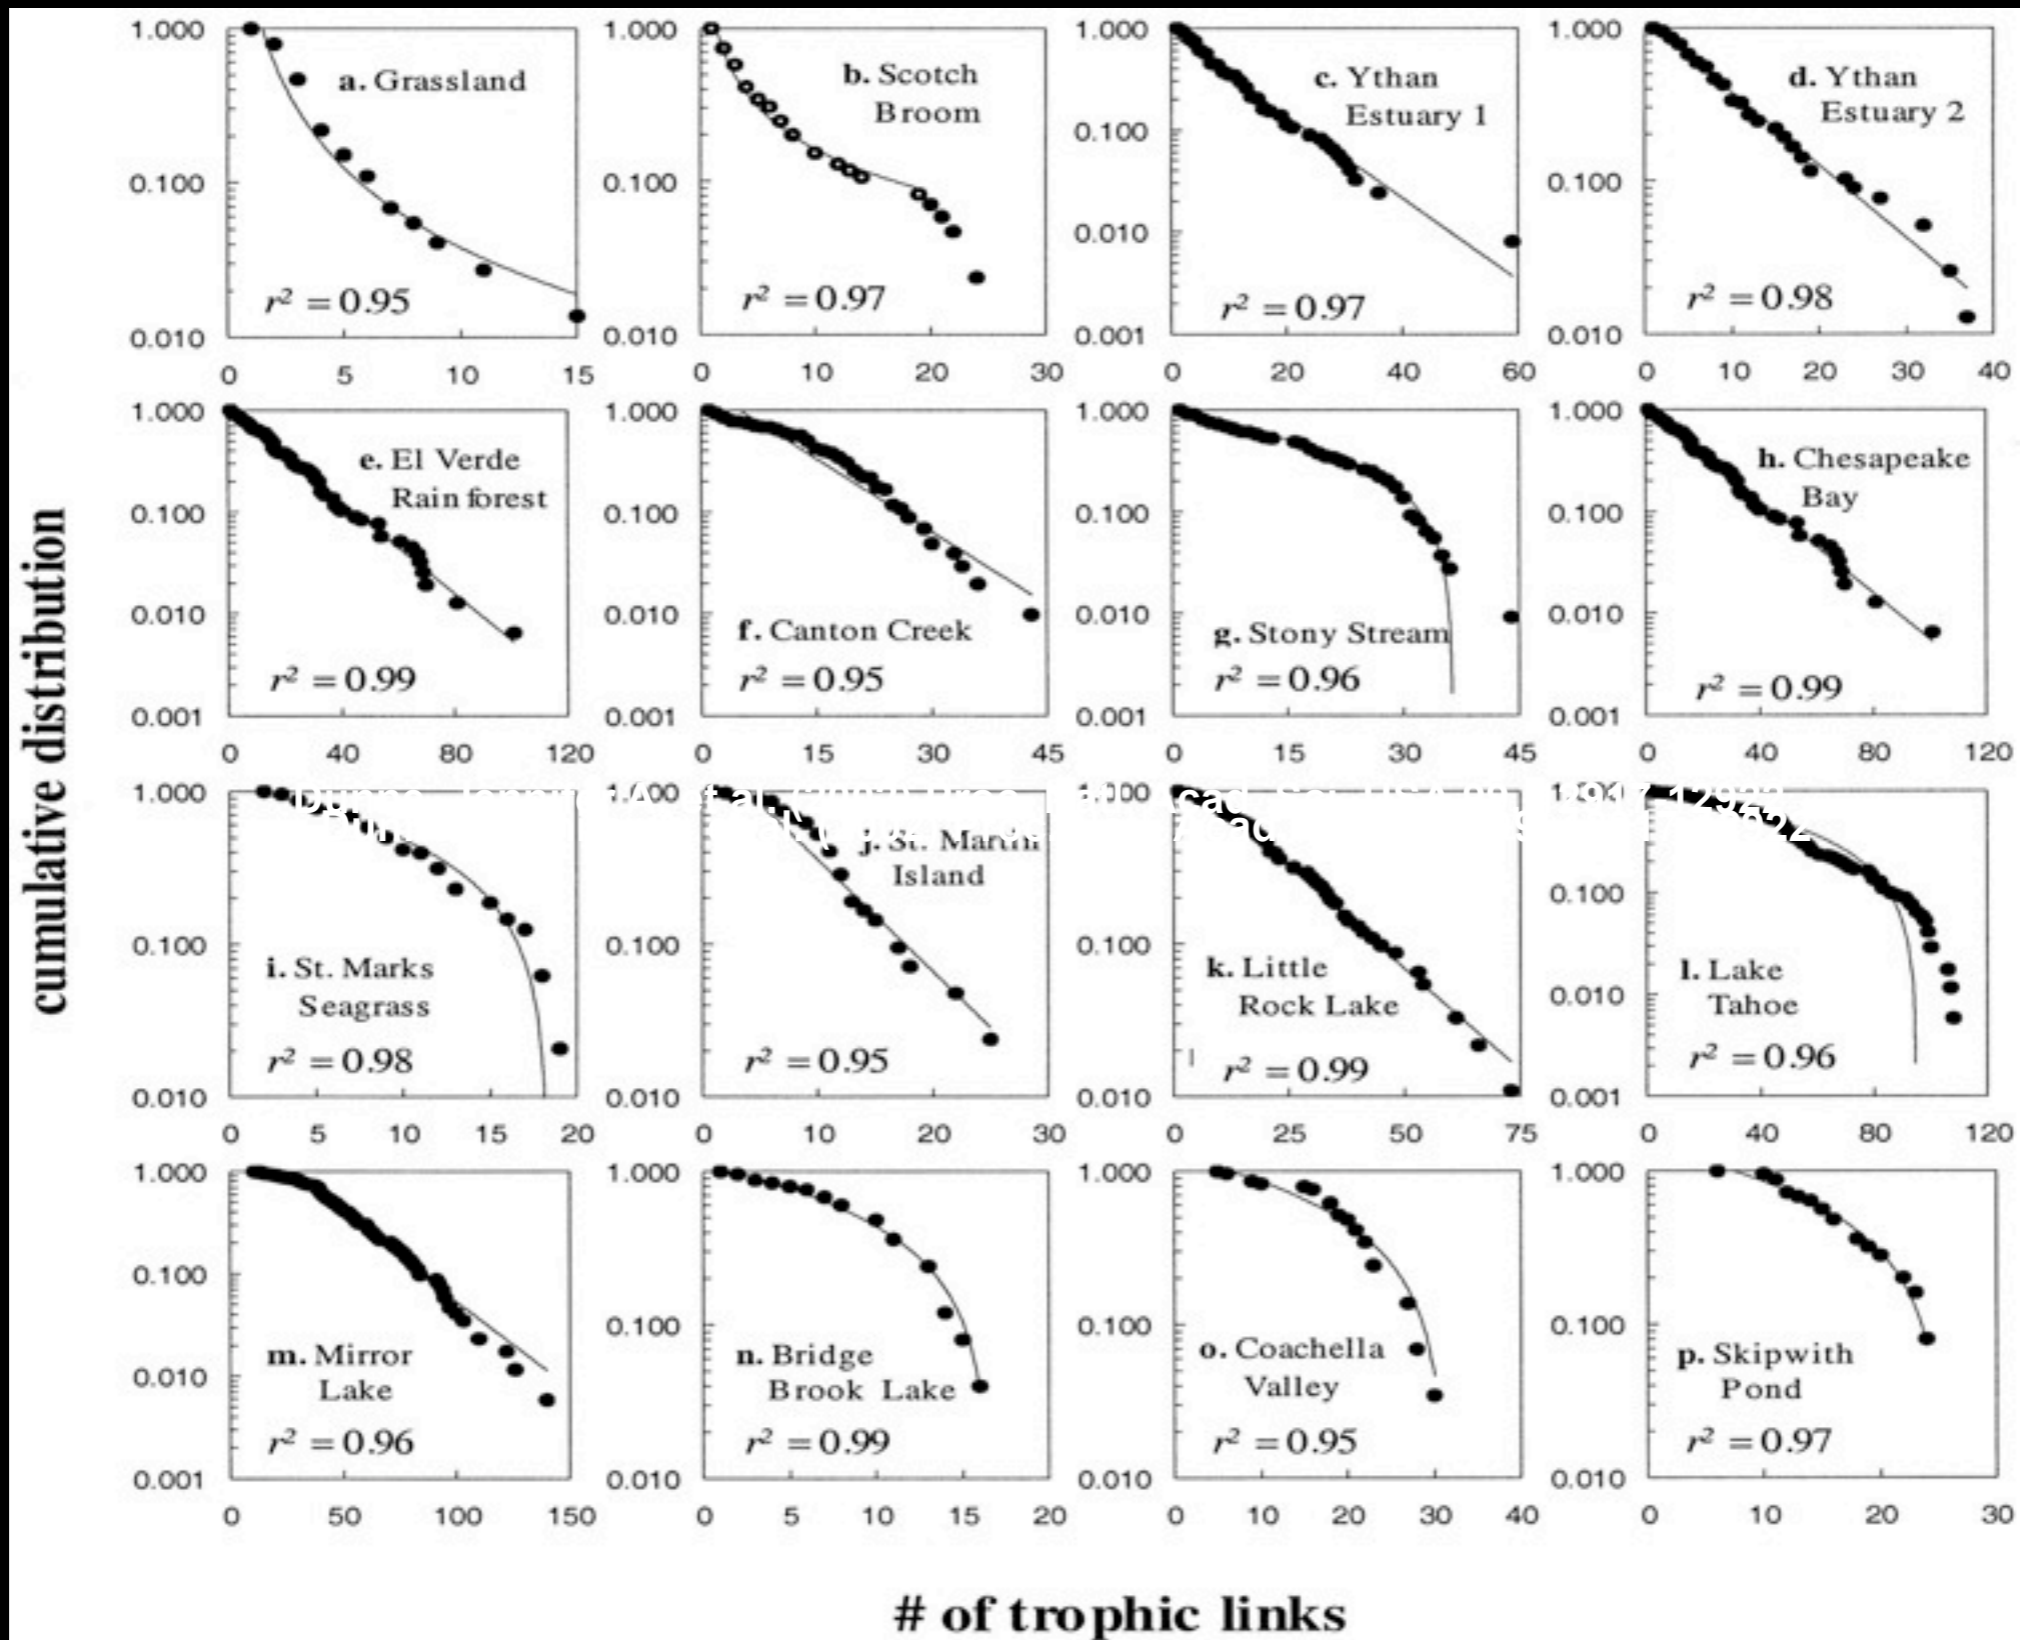 cumulative distribution
1.000
0.100
0.010
0 5 10 15
a. Grassland
r² = 0.95
1.000
0.100
0.010
0 10 20 30
b. Scotch
Broom
r² = 0.97
1.000
0.100
0.010
0.001
0 20 40 60
c. Ythan
Estuary 1
r² = 0.97
1.000
0.100
0.010
0 10 20 30 40
d. Ythan
Estuary 2
r² = 0.98
1.000
0.100
0.010
0.001
0 40 80 120
e. El Verde
Rain forest
r² = 0.99
1.000
0.100
0.010
0.001
0 15 30 45
f. Canton Creek
r² = 0.95
1.000
0.100
0.010
0.001
0 15 30 45
g. Stony Stream
r² = 0.96
1.000
0.100
0.010
0.001
0 40 80 120
h. Chesapeake
Bay
r² = 0.99
1.000
0.100
0.010
0 5 10 15 20
i. St. Marks
Seagrass
r² = 0.98
1.000
0.100
0.010
0 10 20 30
j. St. Martin
Island
r² = 0.95
1.000
0.100
0.010
0 25 50 75
k. Little
Rock Lake
r² = 0.99
0.100
0.010
0.001
0 40 80 120
l. Lake
Tahoe
r² = 0.96
1.000
0.100
0.010
0.001
0 50 100 150
m. Mirror
Lake
r² = 0.96
1.000
0.100
0.010
0 5 10 15 20
n. Bridge
Brook Lake
r² = 0.99
1.000
0.100
0.010
0 10 20 30 40
o. Coachella
Valley
r² = 0.95
1.000
0.100
0.010
0 10 20 30
p. Skipwith
Pond
r² = 0.97
# of trophic links